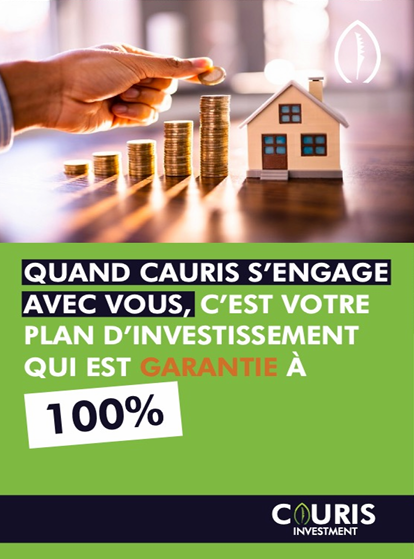 QUAND CAURIS S'ENGAGE
AVEC VOUS, C'EST VOTRE
PLAN D'INVESTISSEMENT
QUI EST GARANTIE À
100%
CAURIS
INVESTMENT